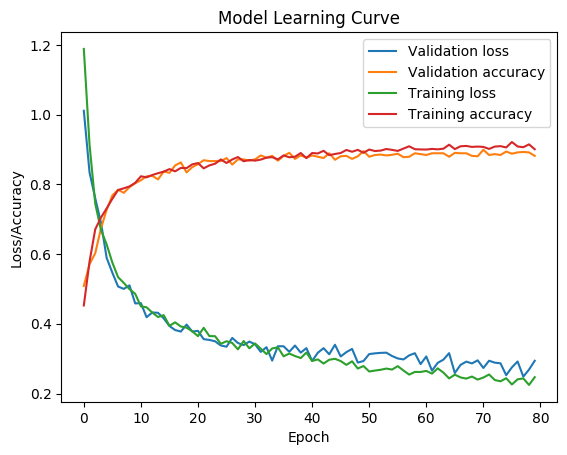 Model Learning Curve
Validation loss
Validation accuracy
Training loss
Training accuracy
Loss/Accuracy
1.2
1.0
0.8
0.6
0.4
0.2
0 10 20 30 40 50 60 70 80
Epoch